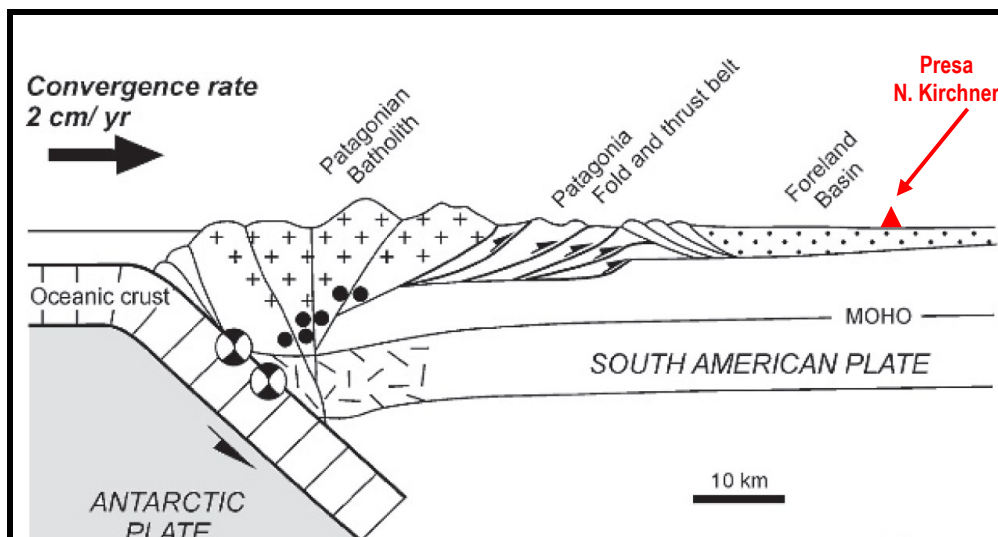 Convergence rate
2 cm/ yr
Patagonian
Batholith
Patagonia
Fold and thrust belt
Foreland
Basin
Presa
N. Kirchner
Oceanic crust
MOHO
SOUTH AMERICAN PLATE
10 km
ANTARCTIC
PLATE